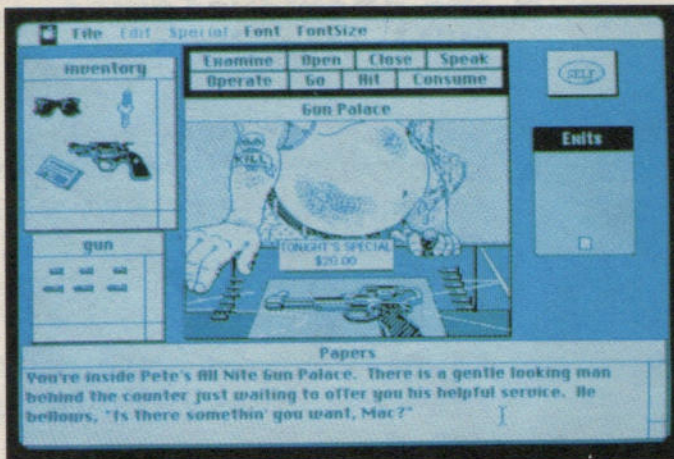 File Edit Special Font FontSize
Examine Open Close Speak
Operate Go Hit Consume
inventory
SELF
Gun Palace
Exits
KILL
gun
TONIGHT'S SPECIAL
$20.00
Papers
You're inside Pete's All Nite Gun Palace. There is a gentle looking man
behind the counter just waiting to offer you his helpful service. He
bellows, "Is there somethin' you want, Mac?"